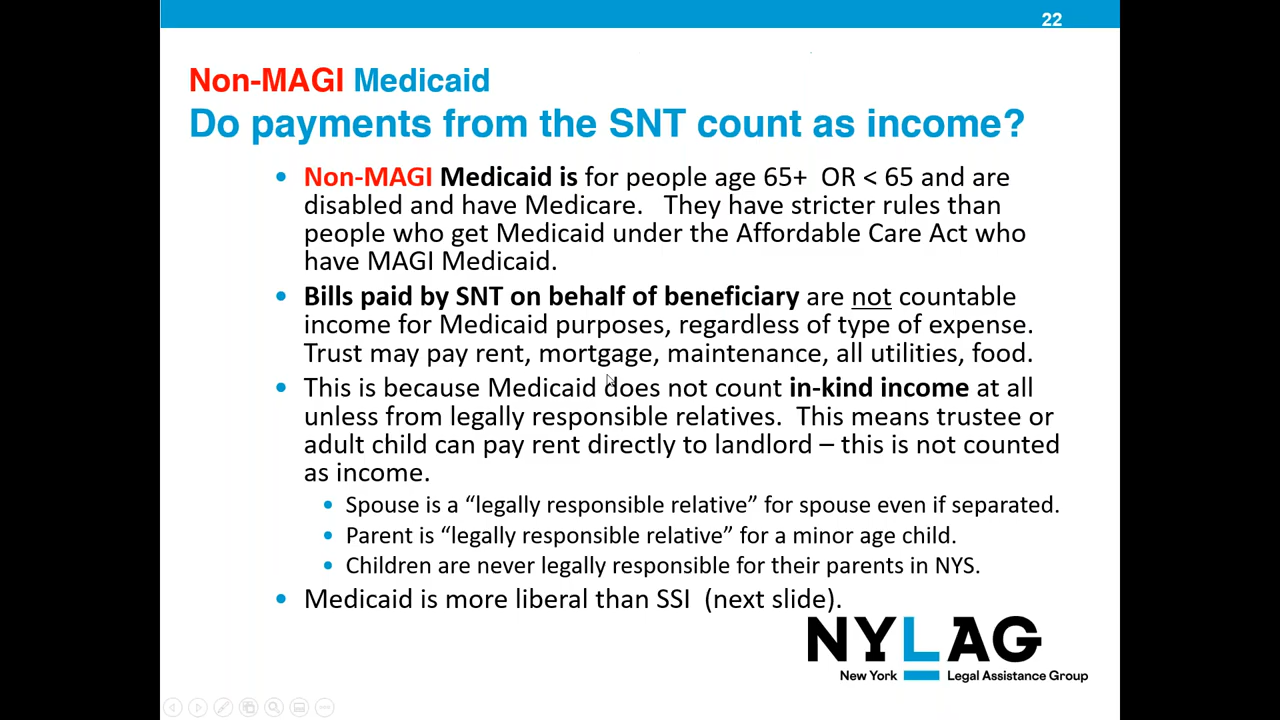 22
Non-MAGI Medicaid
Do payments from the SNT count as income?
• Non-MAGI Medicaid is for people age 65+ OR < 65 and are
disabled and have Medicare. They have stricter rules than
people who get Medicaid under the Affordable Care Act who
have MAGI Medicaid.
• Bills paid by SNT on behalf of beneficiary are not countable
income for Medicaid purposes, regardless of type of expense.
Trust may pay rent, mortgage, maintenance, all utilities, food.
• This is because Medicaid does not count in-kind income at all
unless from legally responsible relatives. This means trustee or
adult child can pay rent directly to landlord – this is not counted
as income.
• Spouse is a “legally responsible relative” for spouse even if separated.
• Parent is “legally responsible relative” for a minor age child.
• Children are never legally responsible for their parents in NYS.
• Medicaid is more liberal than SSI (next slide).
NYLAG
New York Legal Assistance Group